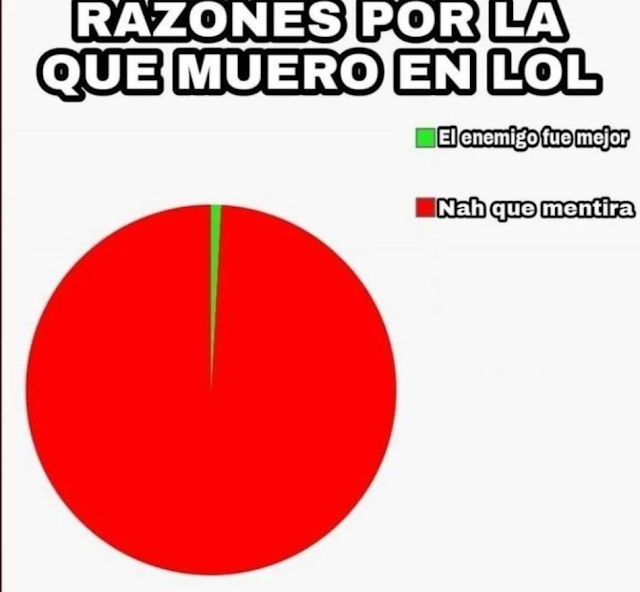 RAZONES POR LA
QUE MUERO EN LOL
El enemigo fue mejor
Nah que mentira